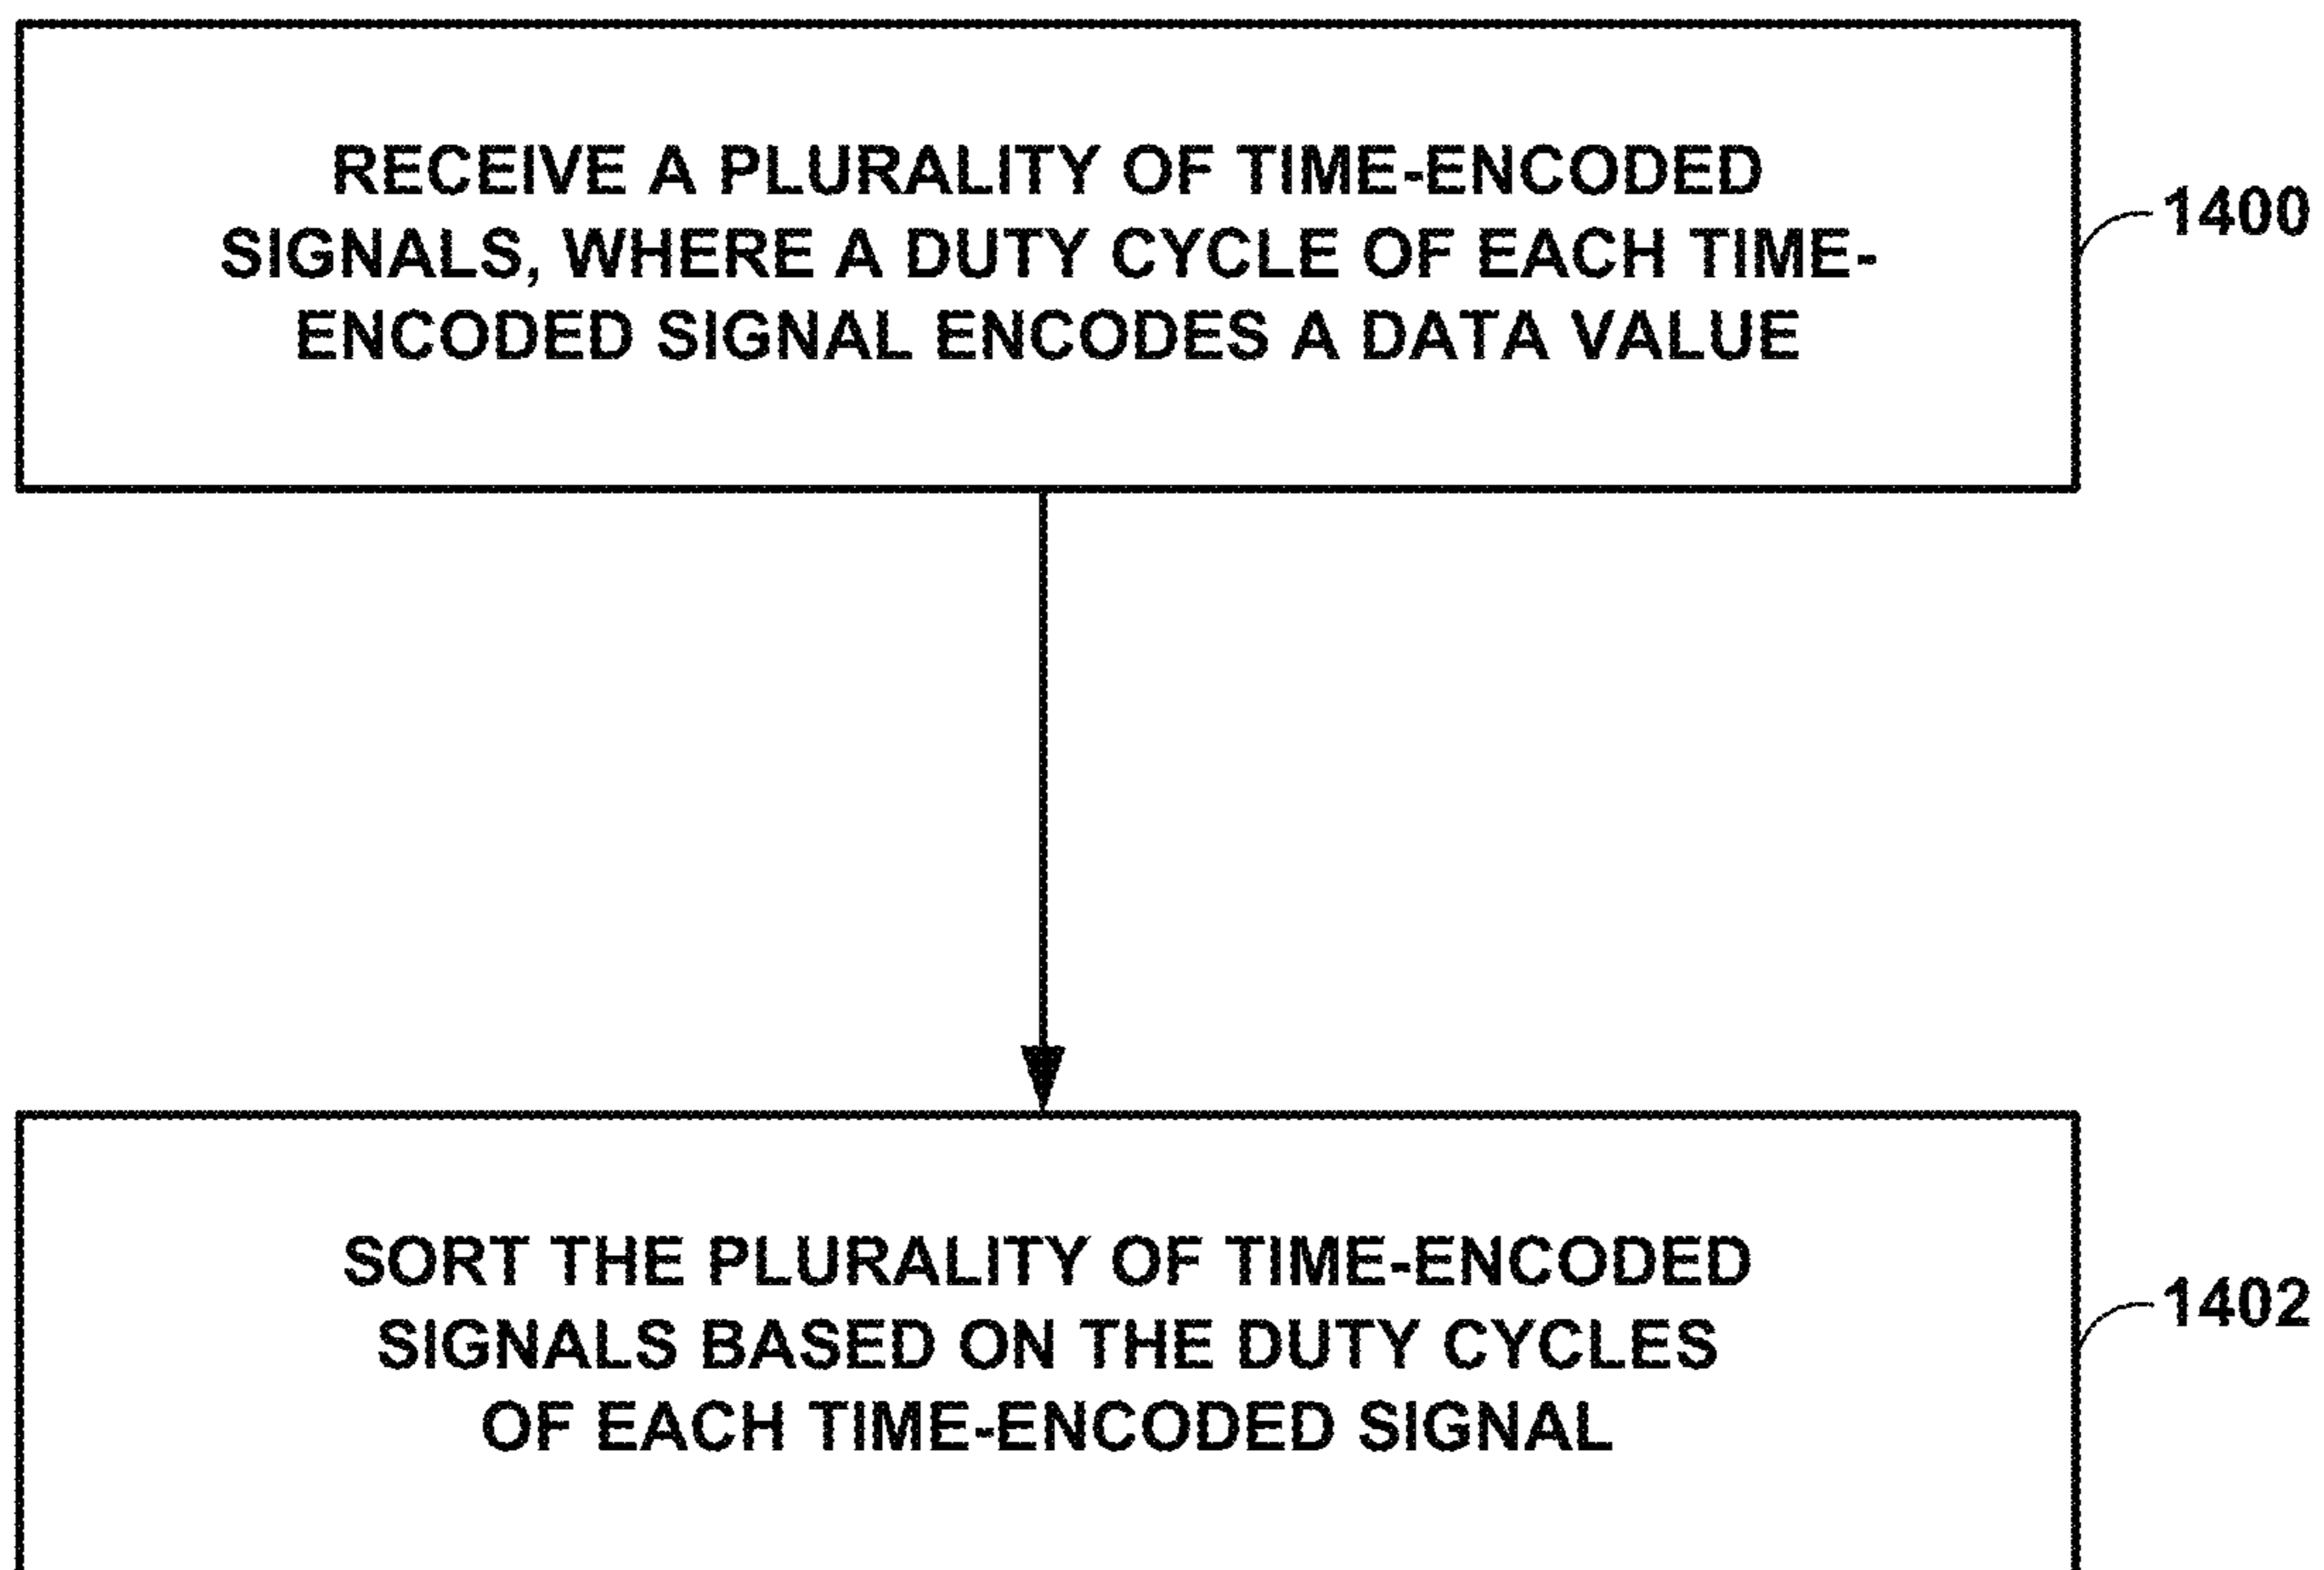 RECEIVE A PLURALITY OF TIME-ENCODED
SIGNALS, WHERE A DUTY CYCLE OF EACH TIME-
ENCODED SIGNAL ENCODES A DATA VALUE
1400
SORT THE PLURALITY OF TIME-ENCODED
SIGNALS BASED ON THE DUTY CYCLES
OF EACH TIME-ENCODED SIGNAL
1402